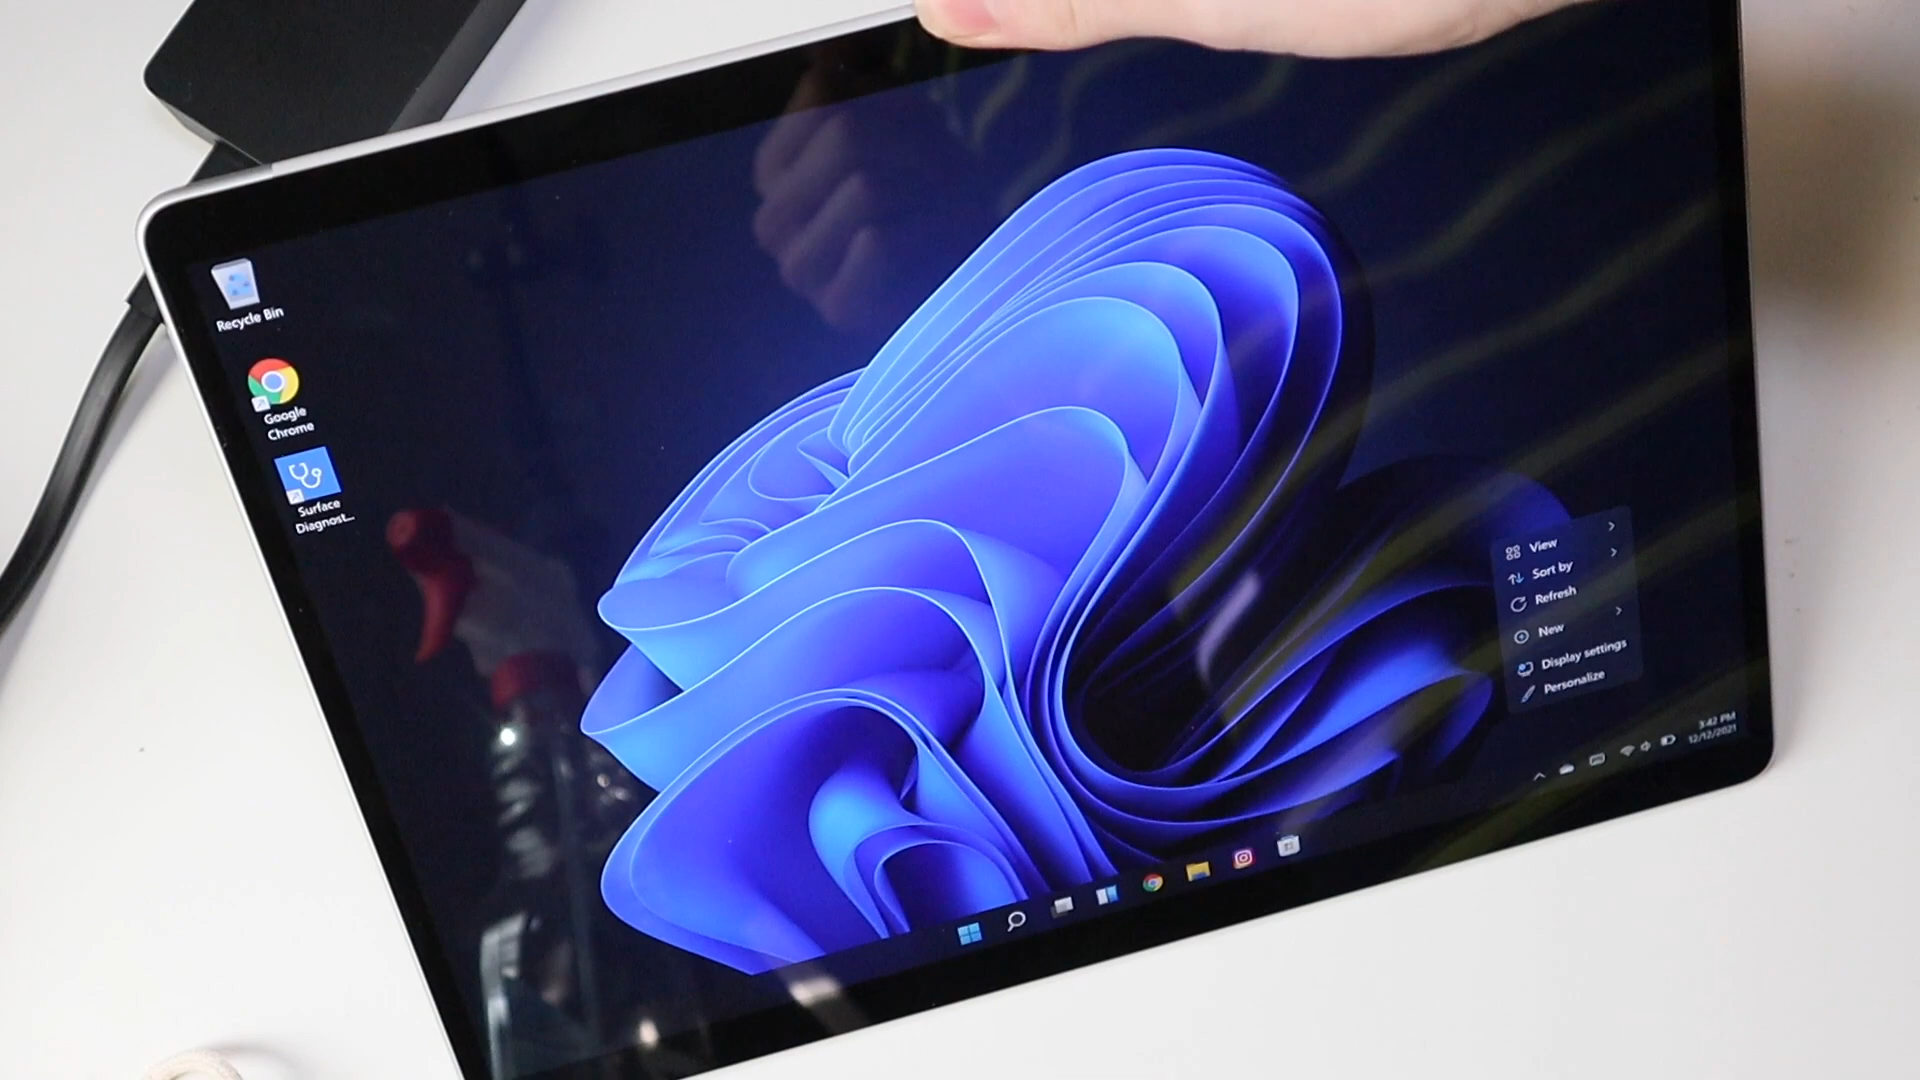 Recycle Bin
Google
Chrome
Surface
Diagnost...
View
Sort by
Refresh
New
Display settings
Personalize
3:42 PM
12/12/2021